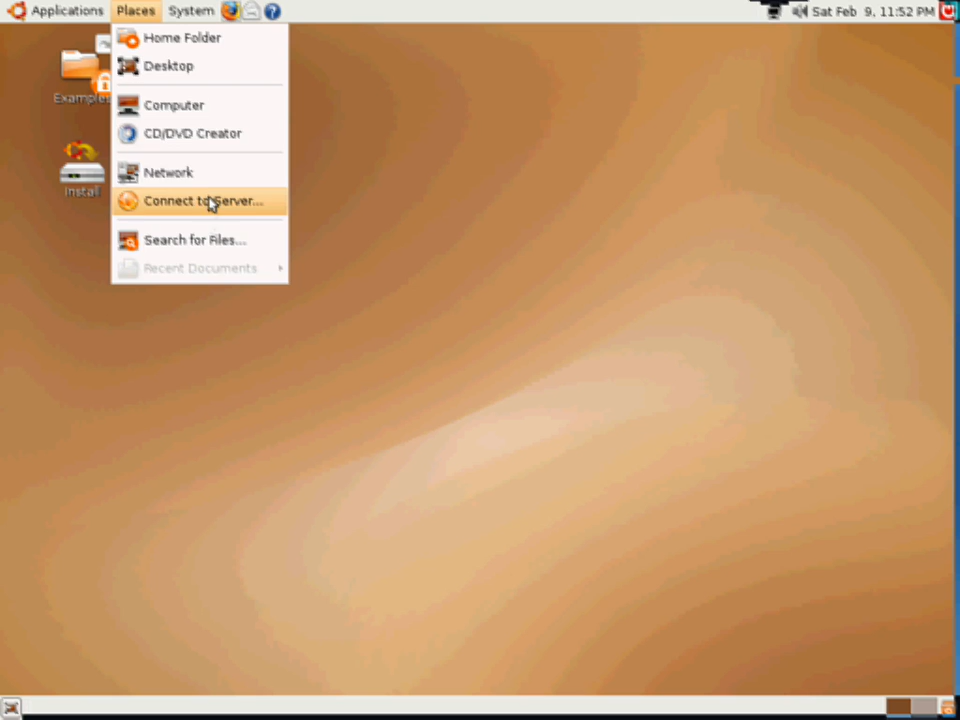 Applications Places System Sat Feb 9, 11:52 PM
Home Folder
Desktop
Computer
CD/DVD Creator
Network
Connect to Server...
Search for Files...
Recent Documents
Examples
Install